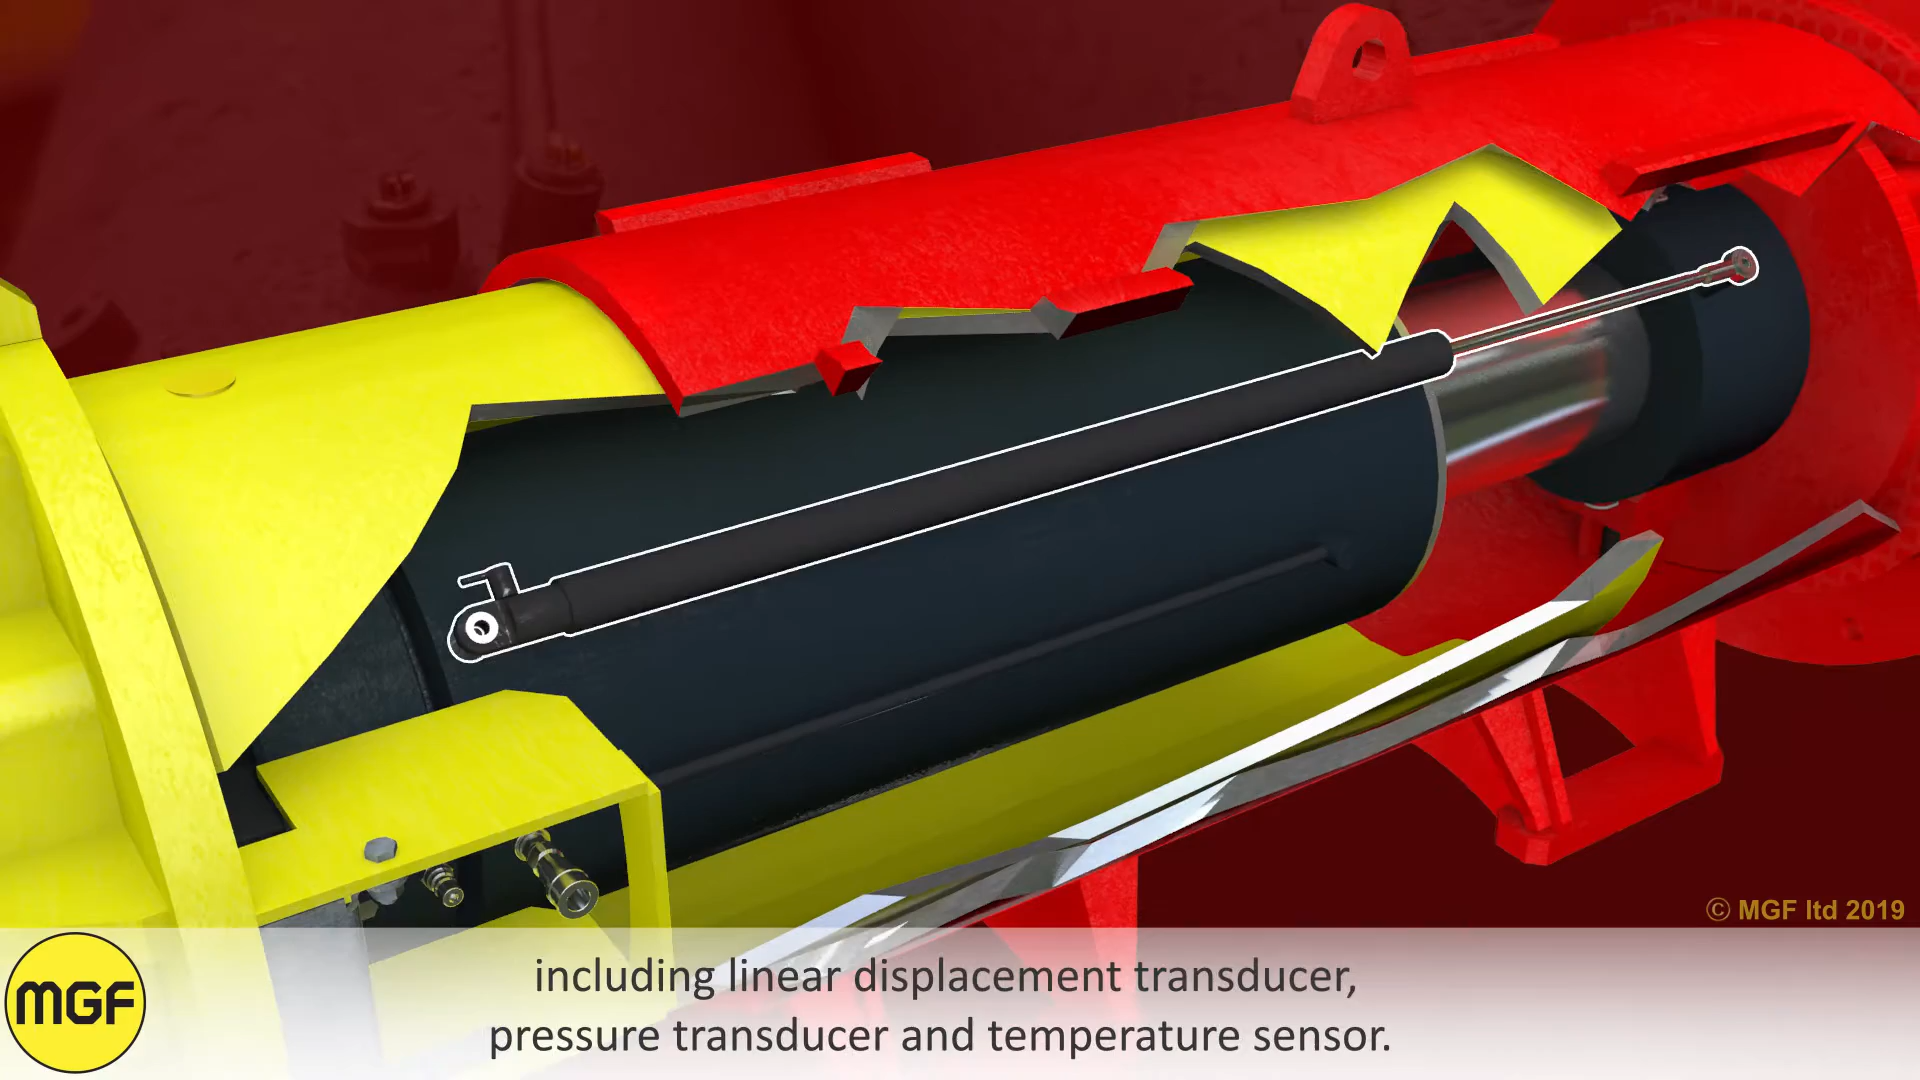 © MGF ltd 2019
including linear displacement transducer,
pressure transducer and temperature sensor.
MGF